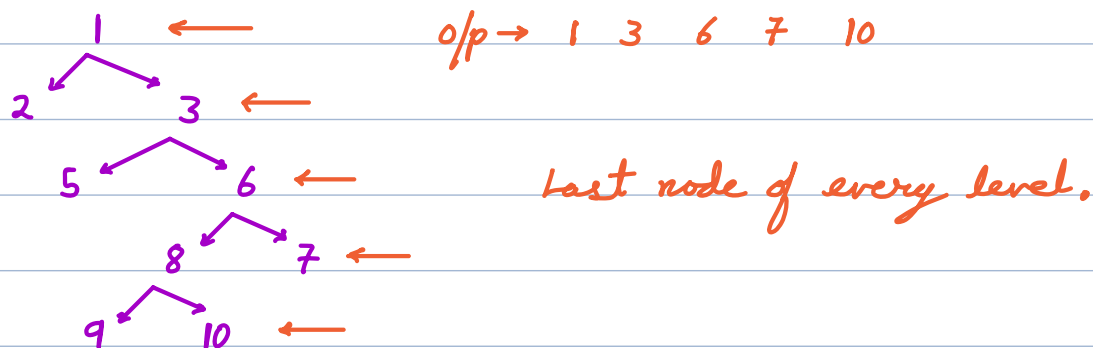 1 o/p → 1 3 6 7 10
2 3
5 6 Last node of every level.
8 7
9 10